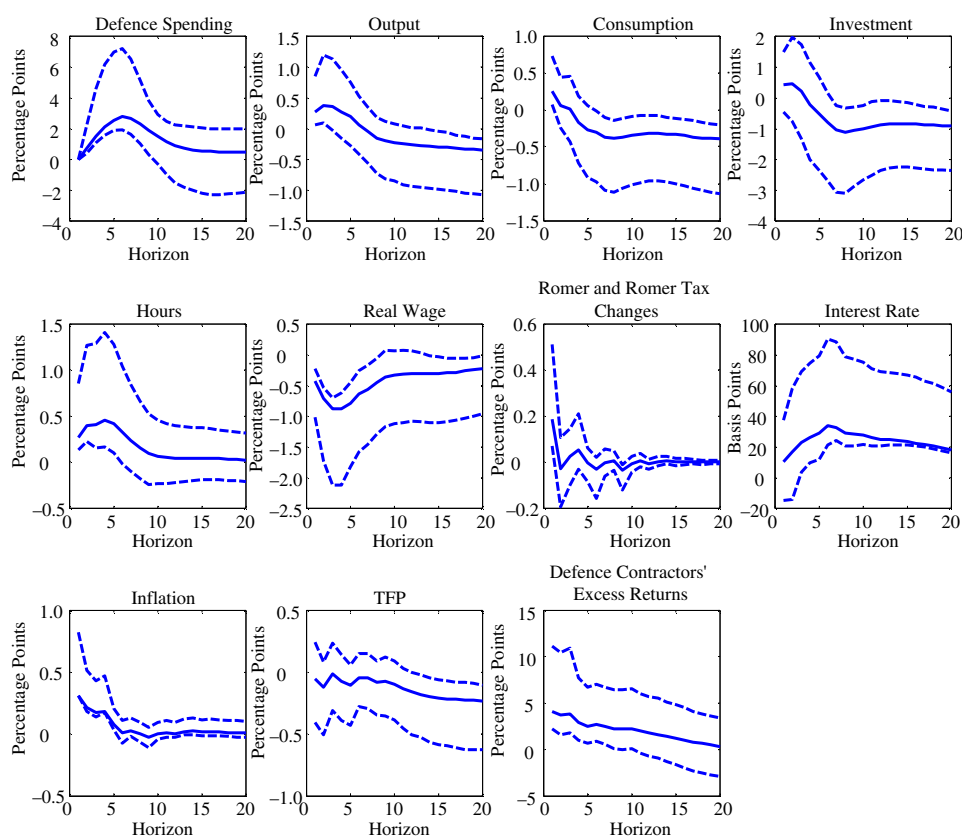 Defence Spending
Output
Consumption
Investment
Percentage Points
8
6
4
2
0
−2
−4
0 5 10 15 20
Horizon
Percentage Points
1.5
1.0
0.5
0
−0.5
−1.0
−1.5
0 5 10 15 20
Horizon
Percentage Points
1.0
0.5
0.0
−0.5
−1.0
−1.5
0 5 10 15 20
Horizon
Percentage Points
2
1
0
−1
−2
−3
−4
0 5 10 15 20
Horizon
Hours
Real Wage
Romer and Romer Tax
Changes
Interest Rate
Percentage Points
1.5
1.0
0.5
0
−0.5
0 5 10 15 20
Horizon
Percentage Points
0.5
0
−0.5
−1.0
−1.5
−2.0
−2.5
0 5 10 15 20
Horizon
Percentage Points
0.6
0.4
0.2
0
−0.2
0 5 10 15 20
Horizon
Basis Points
100
80
60
40
20
0
−20
0 5 10 15 20
Horizon
Inflation
TFP
Defence Contractors'
Excess Returns
Percentage Points
1.0
0.5
0
−0.5
0 5 10 15 20
Horizon
Percentage Points
0.5
0
−0.5
−1.0
0 5 10 15 20
Horizon
Percentage Points
15
10
5
0
−5
0 5 10 15 20
Horizon